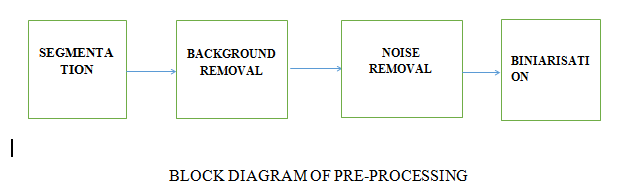 SEGMENTA
TION
BACKGROUND
REMOVAL
NOISE
REMOVAL
BINIARISATI
ON
BLOCK DIAGRAM OF PRE-PROCESSING